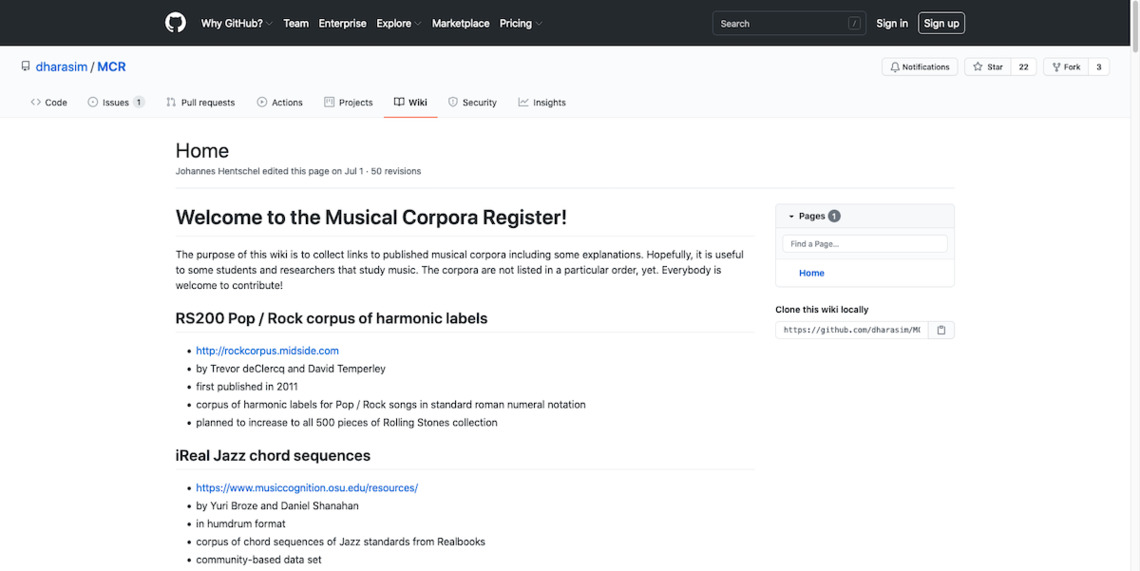 Why GitHub? Team Enterprise Explore Marketplace Pricing Search / Sign in Sign up
dharasim / MCR Notifications Star 22 Fork 3
Code Issues 1 Pull requests Actions Projects Wiki Security Insights
Home
Johannes Hentschel edited this page on Jul 1 · 50 revisions
Welcome to the Musical Corpora Register!
The purpose of this wiki is to collect links to published musical corpora including some explanations. Hopefully, it is useful
to some students and researchers that study music. The corpora are not listed in a particular order, yet. Everybody is
welcome to contribute!
RS200 Pop / Rock corpus of harmonic labels
• http://rockcorpus.midside.com
• by Trevor deClercq and David Temperley
• first published in 2011
• corpus of harmonic labels for Pop / Rock songs in standard roman numeral notation
• planned to increase to all 500 pieces of Rolling Stones collection
iReal Jazz chord sequences
• https://www.musiccognition.osu.edu/resources/
• by Yuri Broze and Daniel Shanahan
• in humdrum format
• corpus of chord sequences of Jazz standards from Realbooks
• community-based data set
Pages 1
Find a Page...
Home
Clone this wiki locally
https://github.com/dharasim/MC